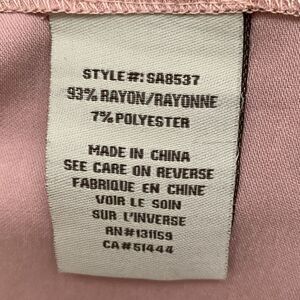 STYLE#: SA8537
93% RAYON/RAYONNE
7% POLYESTER
MADE IN CHINA
SEE CARE ON REVERSE
FABRIQUE EN CHINE
VOIR LE SOIN
SUR L'INVERSE
RN#131159
CA#51444